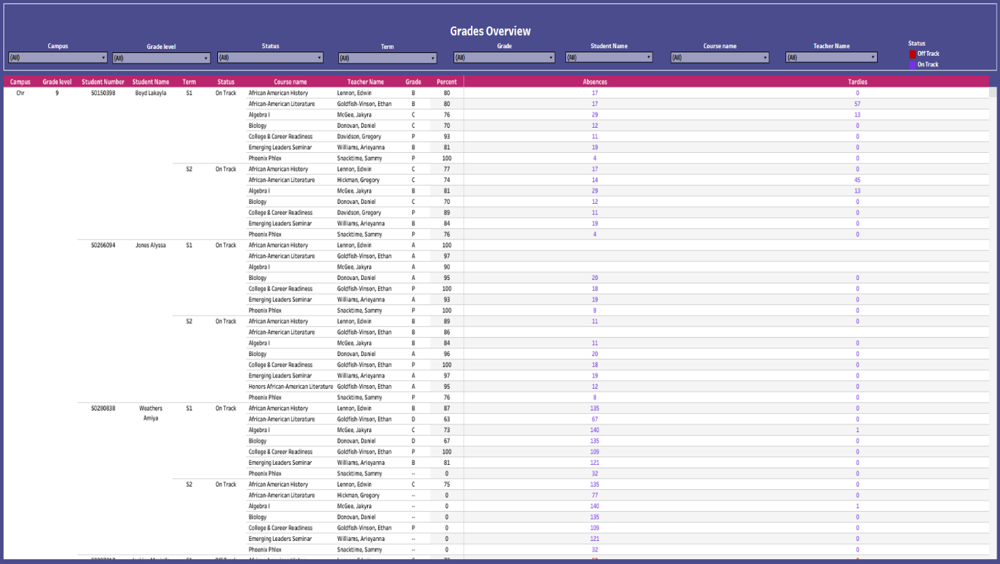 Grades Overview
Campus Grade level Status Term Grade Student Name Course name Teacher Name Status
(All) (All) (All) (All) (All) (All) (All) (All) Off Track
On Track
Campus Grade level Student Number Student Name Term Status Course name Teacher Name Grade Percent Absences Tardies
Chr 9 50150398 Boyd Lakayla S1 On Track African American History Lennon, Edwin B 80 17 0
African-American Literature Goldfish-Vinson, Ethan B 80 17 57
Algebra I McGee, Jakyra C 76 29 13
Biology Donovan, Daniel C 70 12 0
College & Career Readiness Davidson, Gregory P 93 11 0
Emerging Leaders Seminar Williams, Arieyanna B 81 19 0
Phoenix Phlex Snacktime, Sammy P 100 4 0
S2 On Track African American History Lennon, Edwin C 77 17 0
African-American Literature Hickman, Gregory C 74 14 45
Algebra I McGee, Jakyra B 81 29 13
Biology Donovan, Daniel C 70 12 0
College & Career Readiness Davidson, Gregory P 89 11 0
Emerging Leaders Seminar Williams, Arieyanna B 84 19 0
Phoenix Phlex Snacktime, Sammy P 76 4 0
50266094 Jones Alyssa S1 On Track African American History Lennon, Edwin A 100
African-American Literature Goldfish-Vinson, Ethan A 97
Algebra I McGee, Jakyra A 90
Biology Donovan, Daniel A 95 20 0
College & Career Readiness Goldfish-Vinson, Ethan P 100 18 0
Emerging Leaders Seminar Williams, Arieyanna A 93 19 0
Phoenix Phlex Snacktime, Sammy P 100 8 0
S2 On Track African American History Lennon, Edwin B 89 11 0
African-American Literature Goldfish-Vinson, Ethan B 86
Algebra I McGee, Jakyra B 84 11 0
Biology Donovan, Daniel A 96 20 0
College & Career Readiness Goldfish-Vinson, Ethan P 100 18 0
Emerging Leaders Seminar Williams, Arieyanna A 97 19 0
Honors African-American Literature Goldfish-Vinson, Ethan A 95 12 0
Phoenix Phlex Snacktime, Sammy P 76 8 0
50280838 Weathers S1 On Track African American History Lennon, Edwin B 87 135 0
Amiya African-American Literature Goldfish-Vinson, Ethan D 63 67 0
Algebra I McGee, Jakyra C 73 140 1
Biology Donovan, Daniel D 67 135 0
College & Career Readiness Goldfish-Vinson, Ethan P 100 109 0
Emerging Leaders Seminar Williams, Arieyanna B 81 121 0
Phoenix Phlex Snacktime, Sammy -- 0 32 0
S2 On Track African American History Lennon, Edwin C 75 135 0
African-American Literature Hickman, Gregory -- 0 77 0
Algebra I McGee, Jakyra -- 0 140 1
Biology Donovan, Daniel -- 0 135 0
College & Career Readiness Goldfish-Vinson, Ethan P 0 109 0
Emerging Leaders Seminar Williams, Arieyanna -- 0 121 0
Phoenix Phlex Snacktime, Sammy -- 0 32 0